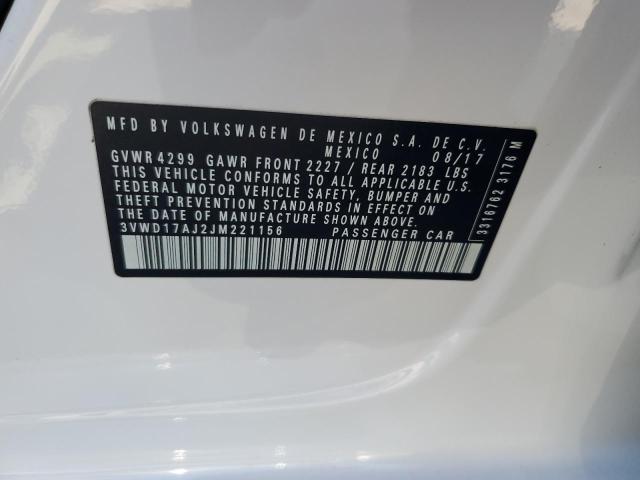 MFD BY VOLKSWAGEN DE MEXICO S.A. DE C.V.
MEXICO 08/17
GVWR 4299 GAWR FRONT 2227 / REAR 2183 LBS
THIS VEHICLE CONFORMS TO ALL APPLICABLE U.S.
FEDERAL MOTOR VEHICLE SAFETY, BUMPER AND
THEFT PREVENTION STANDARDS IN EFFECT ON
THE DATE OF MANUFACTURE SHOWN ABOVE.
3VWD17AJ2JM221156 PASSENGER CAR
3316762 3176 M